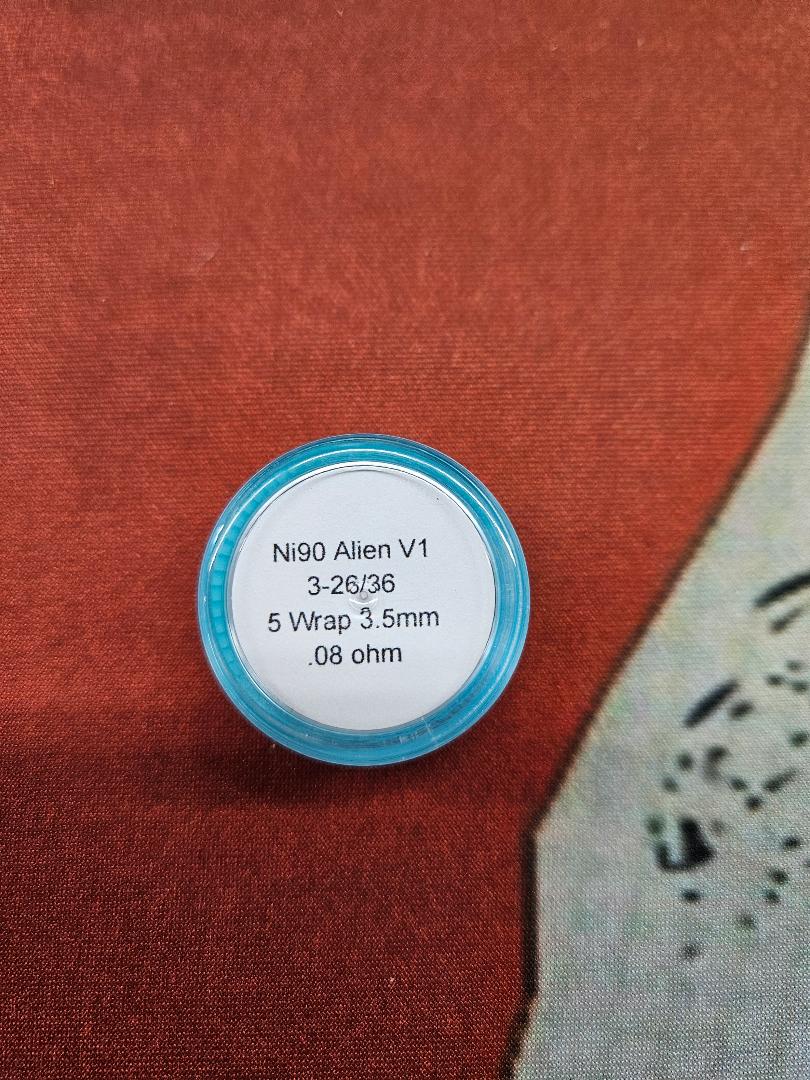 Ni90 Alien V1
3-26/36
5 Wrap 3.5mm
.08 ohm